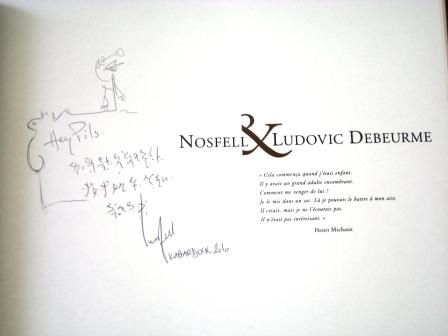 Hey Pils
NOSFELL & LUDOVIC DEBEURME
« Cela commença quand j'étais enfant.
Il y avait un grand adulte encombrant.
Comment me venger de lui ?
Je le mis dans un sac. Là je pouvais le battre à mon aise.
Il criait, mais je ne l'écoutais pas.
Il n'était pas intéressant. »
Henri Michaux
KABARDOCK 2010